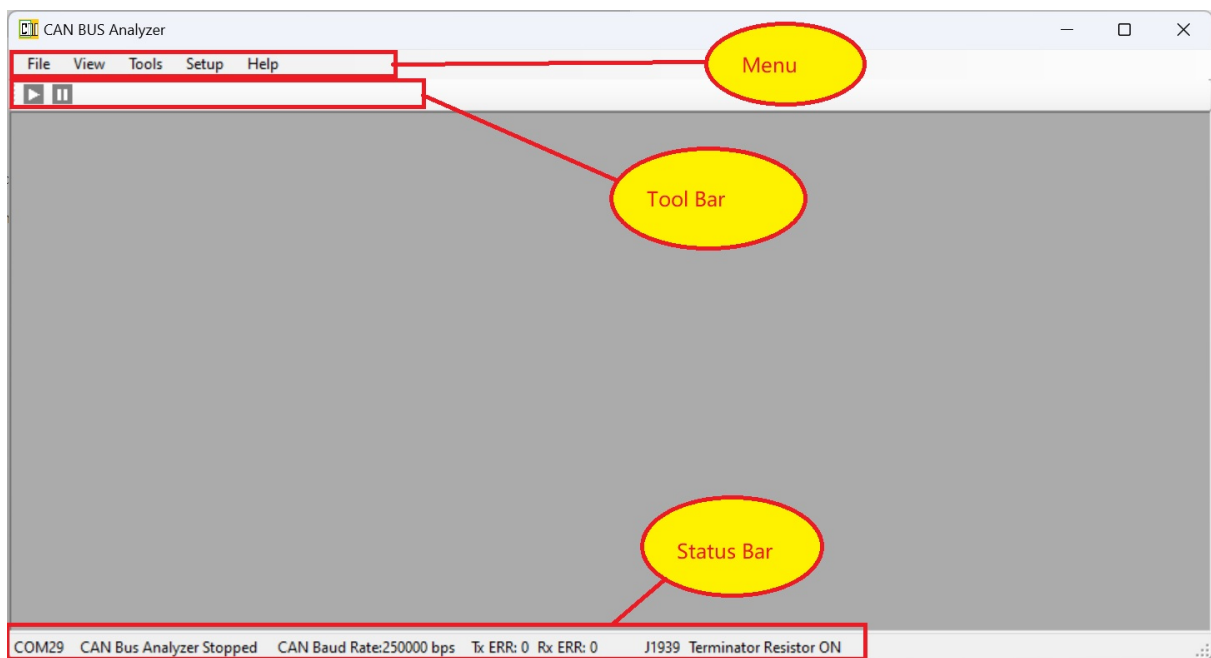 CAN BUS Analyzer
File View Tools Setup Help
Menu
Tool Bar
Status Bar
COM29 CAN Bus Analyzer Stopped CAN Baud Rate:250000 bps Tx ERR: 0 Rx ERR: 0 J1939 Terminator Resistor ON